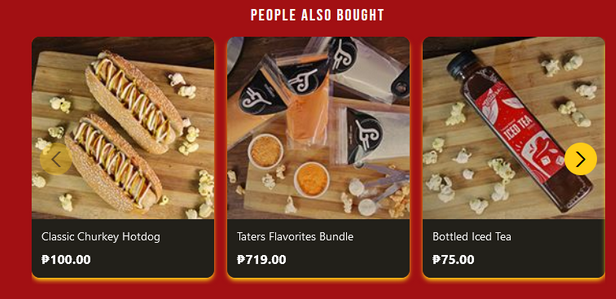 PEOPLE ALSO BOUGHT
ICED TEA
Classic Churkey Hotdog
₱100.00
Taters Flavorites Bundle
₱719.00
Bottled Iced Tea
₱75.00